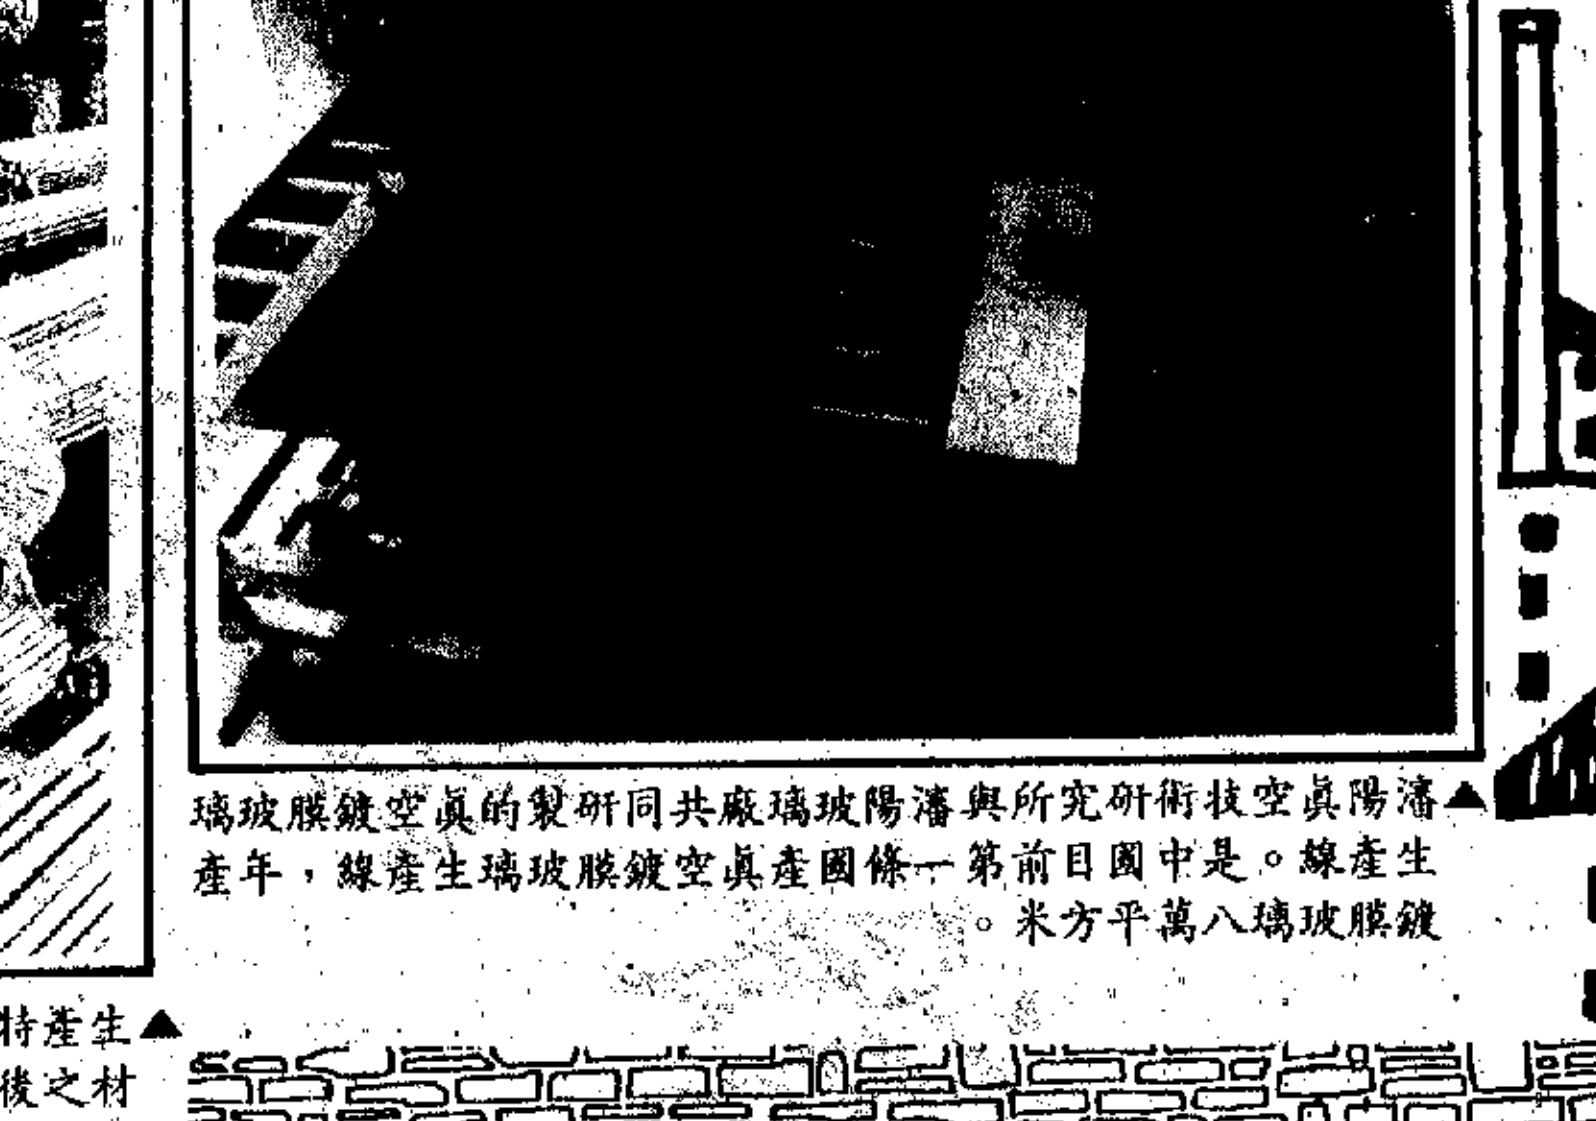 ▲瀋陽真空技術研究所與瀋陽玻璃廠共同研製的真空鍍膜玻璃
生產線。是中國目前第一條國產真空鍍膜玻璃生產線，年產
鍍膜玻璃八萬平方米。
▲生產特
材之後